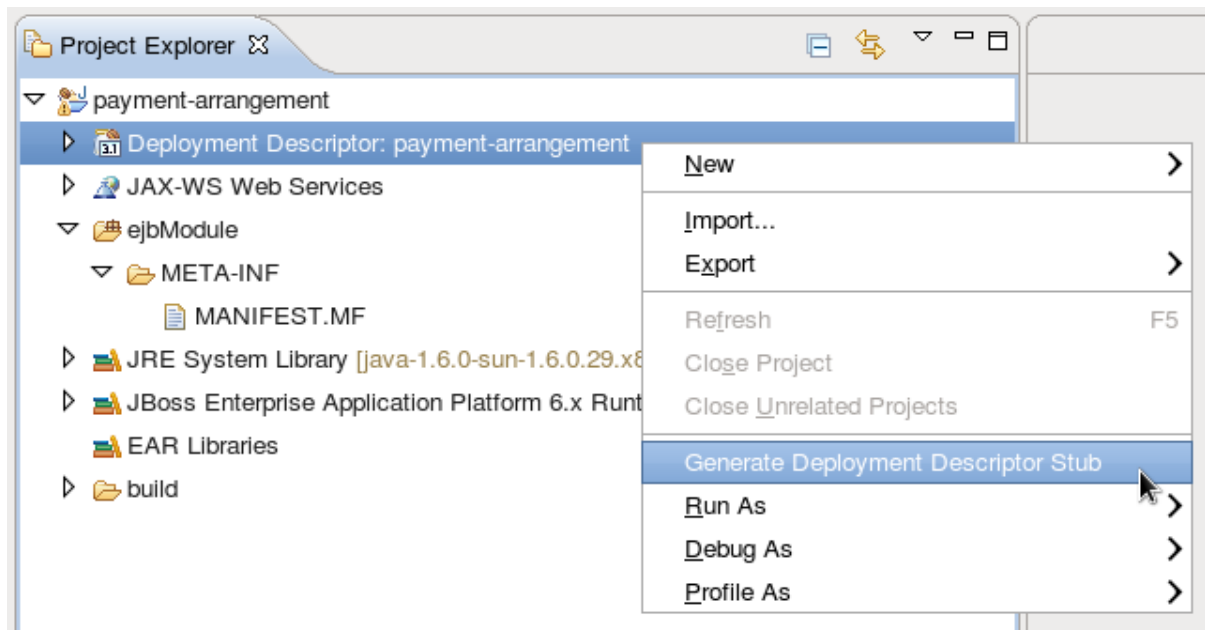 Project Explorer
payment-arrangement
3.1 Deployment Descriptor: payment-arrangement
JAX-WS Web Services
ejbModule
META-INF
MANIFEST.MF
JRE System Library [java-1.6.0-sun-1.6.0.29.x8
JBoss Enterprise Application Platform 6.x Runt
EAR Libraries
build
New
Import...
Export
Refresh F5
Close Project
Close Unrelated Projects
Generate Deployment Descriptor Stub
Run As
Debug As
Profile As